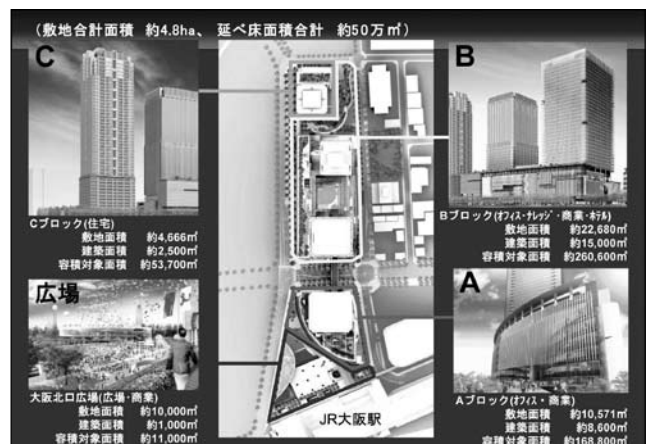 （敷地合計面積 約4.8ha、 延べ床面積合計 約50万㎡）
C
Cブロック(住宅)
敷地面積 約4,666㎡
建築面積 約2,500㎡
容積対象面積 約53,700㎡
広場
大阪北口広場(広場・商業)
敷地面積 約10,000㎡
建築面積 約1,000㎡
容積対象面積 約11,000㎡
JR大阪駅
B
Bブロック(ｵﾌｨｽ・ﾅﾚｯｼﾞ・商業・ﾎﾃﾙ)
敷地面積 約22,680㎡
建築面積 約15,000㎡
容積対象面積 約260,600㎡
A
Aブロック(ｵﾌｨｽ・商業)
敷地面積 約10,571㎡
建築面積 約8,600㎡
容積対象面積 約168,800㎡